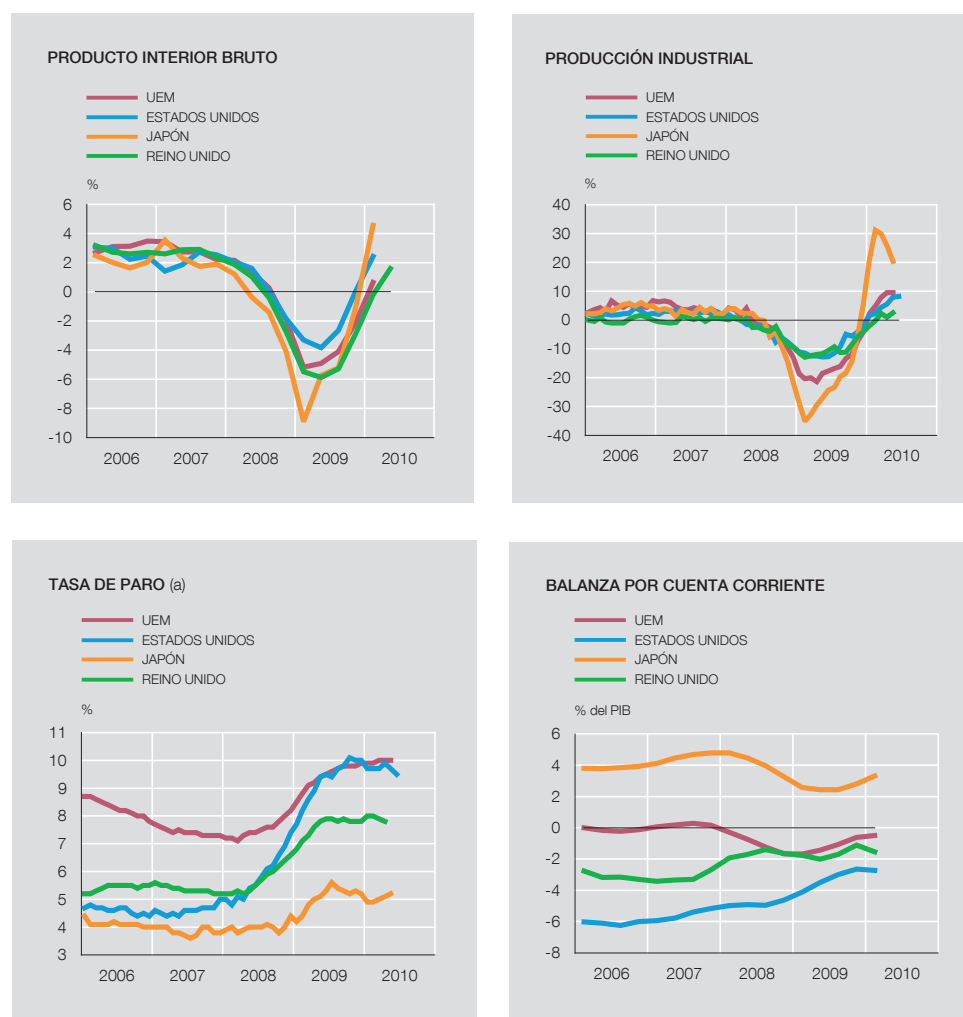 PRODUCTO INTERIOR BRUTO
UEM
ESTADOS UNIDOS
JAPÓN
REINO UNIDO
%
6
4
2
0
-2
-4
-6
-8
-10
2006 2007 2008 2009 2010
PRODUCCIÓN INDUSTRIAL
UEM
ESTADOS UNIDOS
JAPÓN
REINO UNIDO
%
40
30
20
10
0
-10
-20
-30
-40
2006 2007 2008 2009 2010
TASA DE PARO (a)
UEM
ESTADOS UNIDOS
JAPÓN
REINO UNIDO
%
11
10
9
8
7
6
5
4
3
2006 2007 2008 2009 2010
BALANZA POR CUENTA CORRIENTE
UEM
ESTADOS UNIDOS
JAPÓN
REINO UNIDO
% del PIB
6
4
2
0
-2
-4
-6
-8
2006 2007 2008 2009 2010